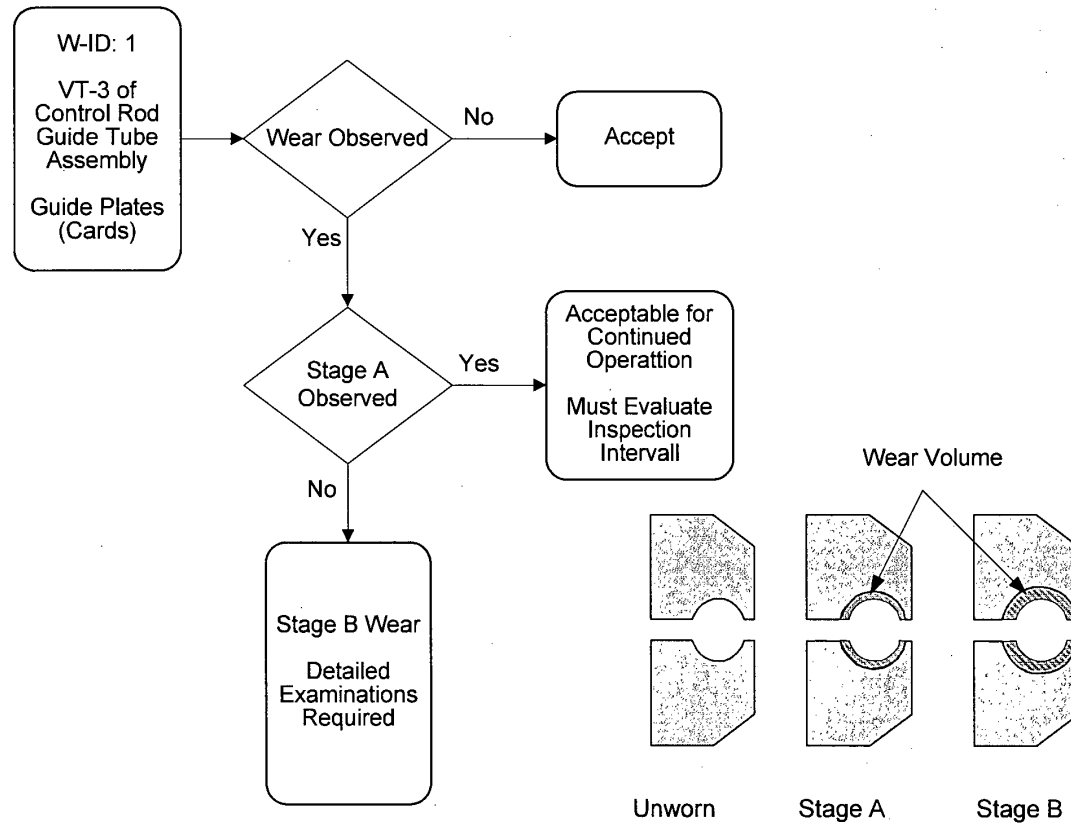 W-ID: 1
VT-3 of
Control Rod
Guide Tube
Assembly
Guide Plates
(Cards)
Wear Observed
No
Accept
Yes
Stage A
Observed
Yes
Acceptable for
Continued
Operattion
Must Evaluate
Inspection
Intervall
No
Stage B Wear
Detailed
Examinations
Required
Wear Volume
Unworn
Stage A
Stage B